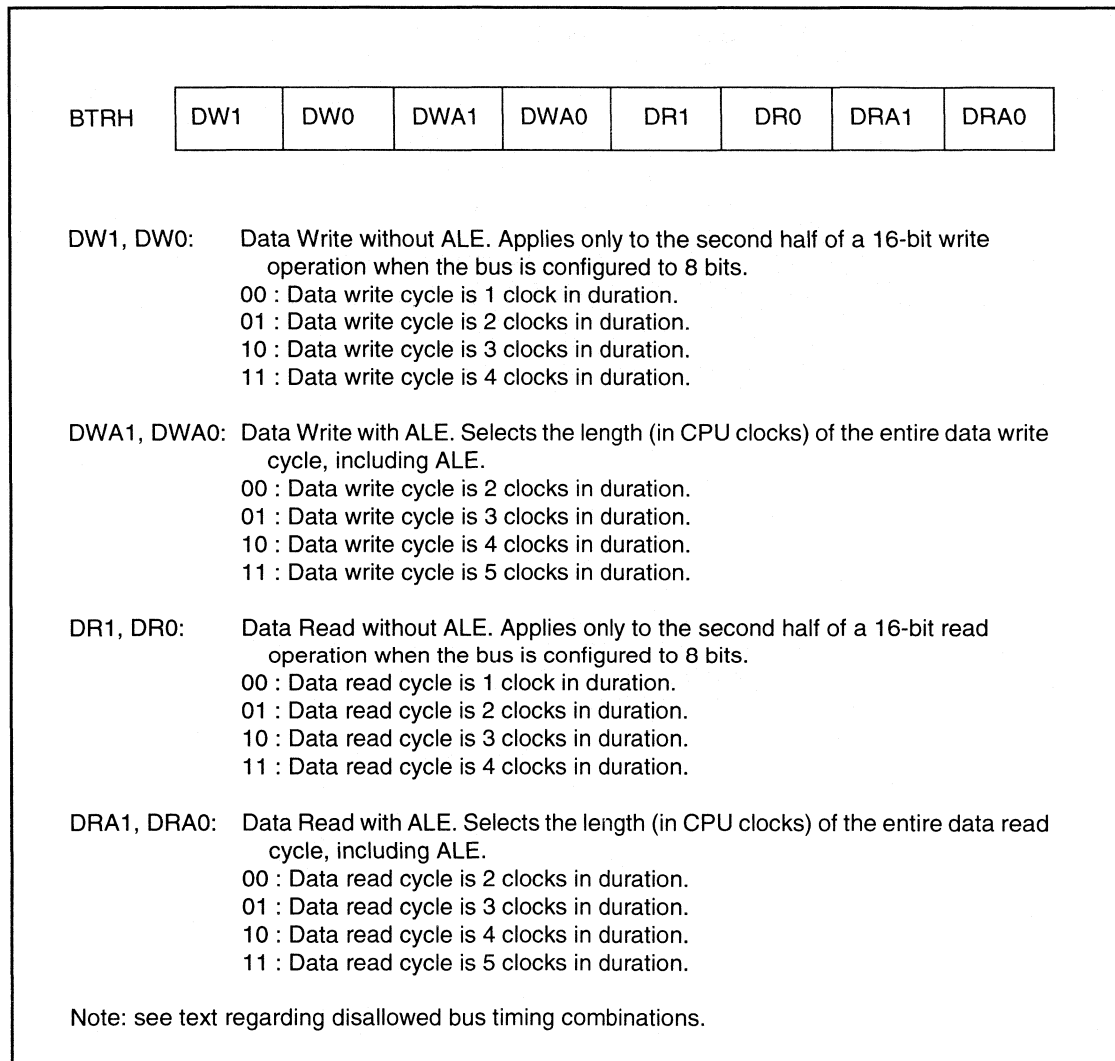 BTRH DW1 DW0 DWA1 DWA0 DR1 DR0 DRA1 DRA0
DW1, DW0: Data Write without ALE. Applies only to the second half of a 16-bit write
operation when the bus is configured to 8 bits.
00 : Data write cycle is 1 clock in duration.
01 : Data write cycle is 2 clocks in duration.
10 : Data write cycle is 3 clocks in duration.
11 : Data write cycle is 4 clocks in duration.
DWA1, DWA0: Data Write with ALE. Selects the length (in CPU clocks) of the entire data write
cycle, including ALE.
00 : Data write cycle is 2 clocks in duration.
01 : Data write cycle is 3 clocks in duration.
10 : Data write cycle is 4 clocks in duration.
11 : Data write cycle is 5 clocks in duration.
DR1, DR0: Data Read without ALE. Applies only to the second half of a 16-bit read
operation when the bus is configured to 8 bits.
00 : Data read cycle is 1 clock in duration.
01 : Data read cycle is 2 clocks in duration.
10 : Data read cycle is 3 clocks in duration.
11 : Data read cycle is 4 clocks in duration.
DRA1, DRA0: Data Read with ALE. Selects the length (in CPU clocks) of the entire data read
cycle, including ALE.
00 : Data read cycle is 2 clocks in duration.
01 : Data read cycle is 3 clocks in duration.
10 : Data read cycle is 4 clocks in duration.
11 : Data read cycle is 5 clocks in duration.
Note: see text regarding disallowed bus timing combinations.